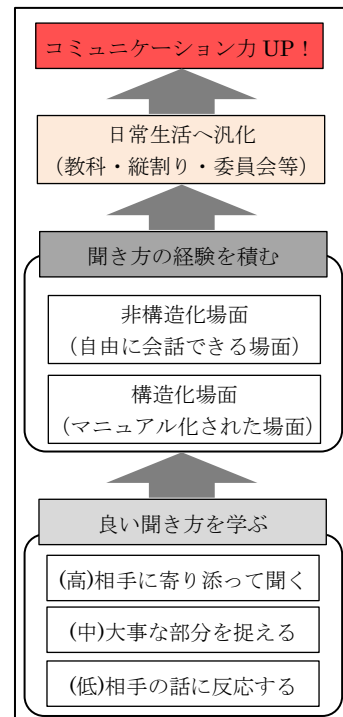 コミュニケーション力 UP！
日常生活へ汎化
（教科・縦割り・委員会等）
聞き方の経験を積む
非構造化場面
（自由に会話できる場面）
構造化場面
（マニュアル化された場面）
良い聞き方を学ぶ
(高)相手に寄り添って聞く
(中)大事な部分を捉える
(低)相手の話に反応する